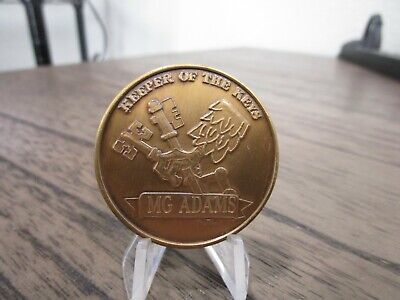 KEEPER OF THE KEYS
MG ADAMS